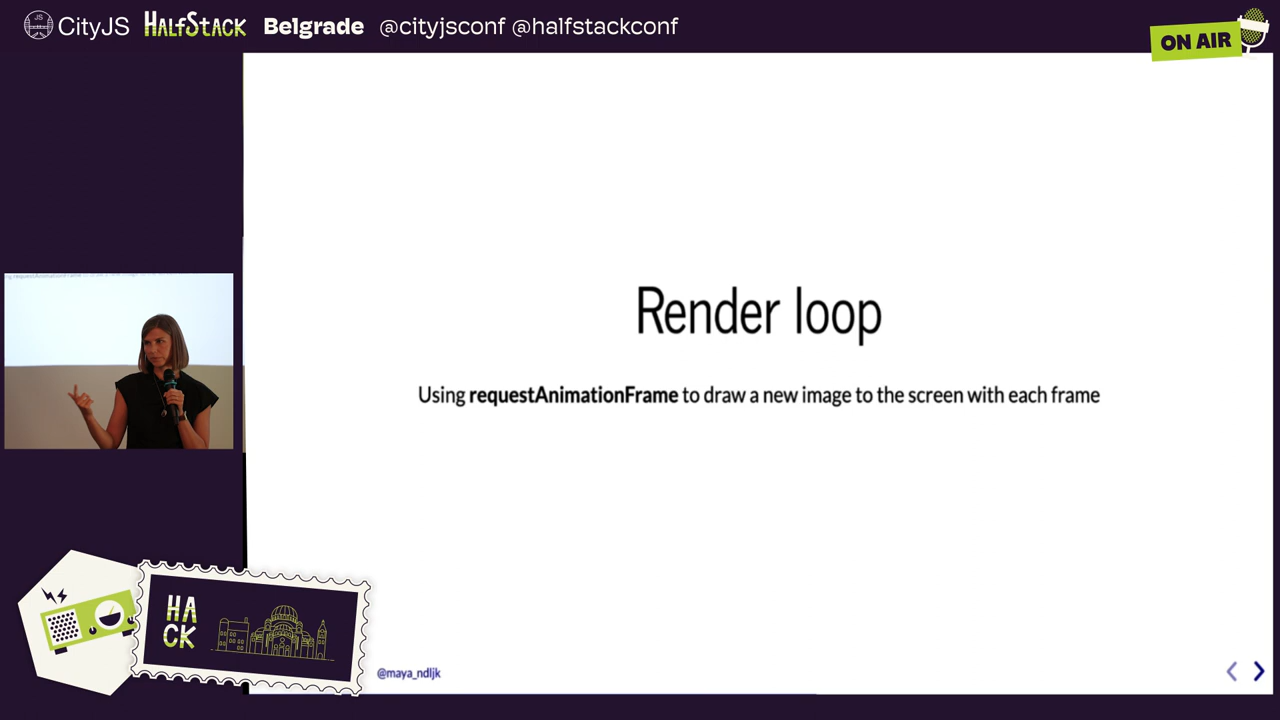 JS
CityJS HALFSTACK Belgrade @cityjsconf @halfstackconf
ON AIR
Render loop
Using requestAnimationFrame to draw a new image to the screen with each frame
HA
CK
@maya_ndljk